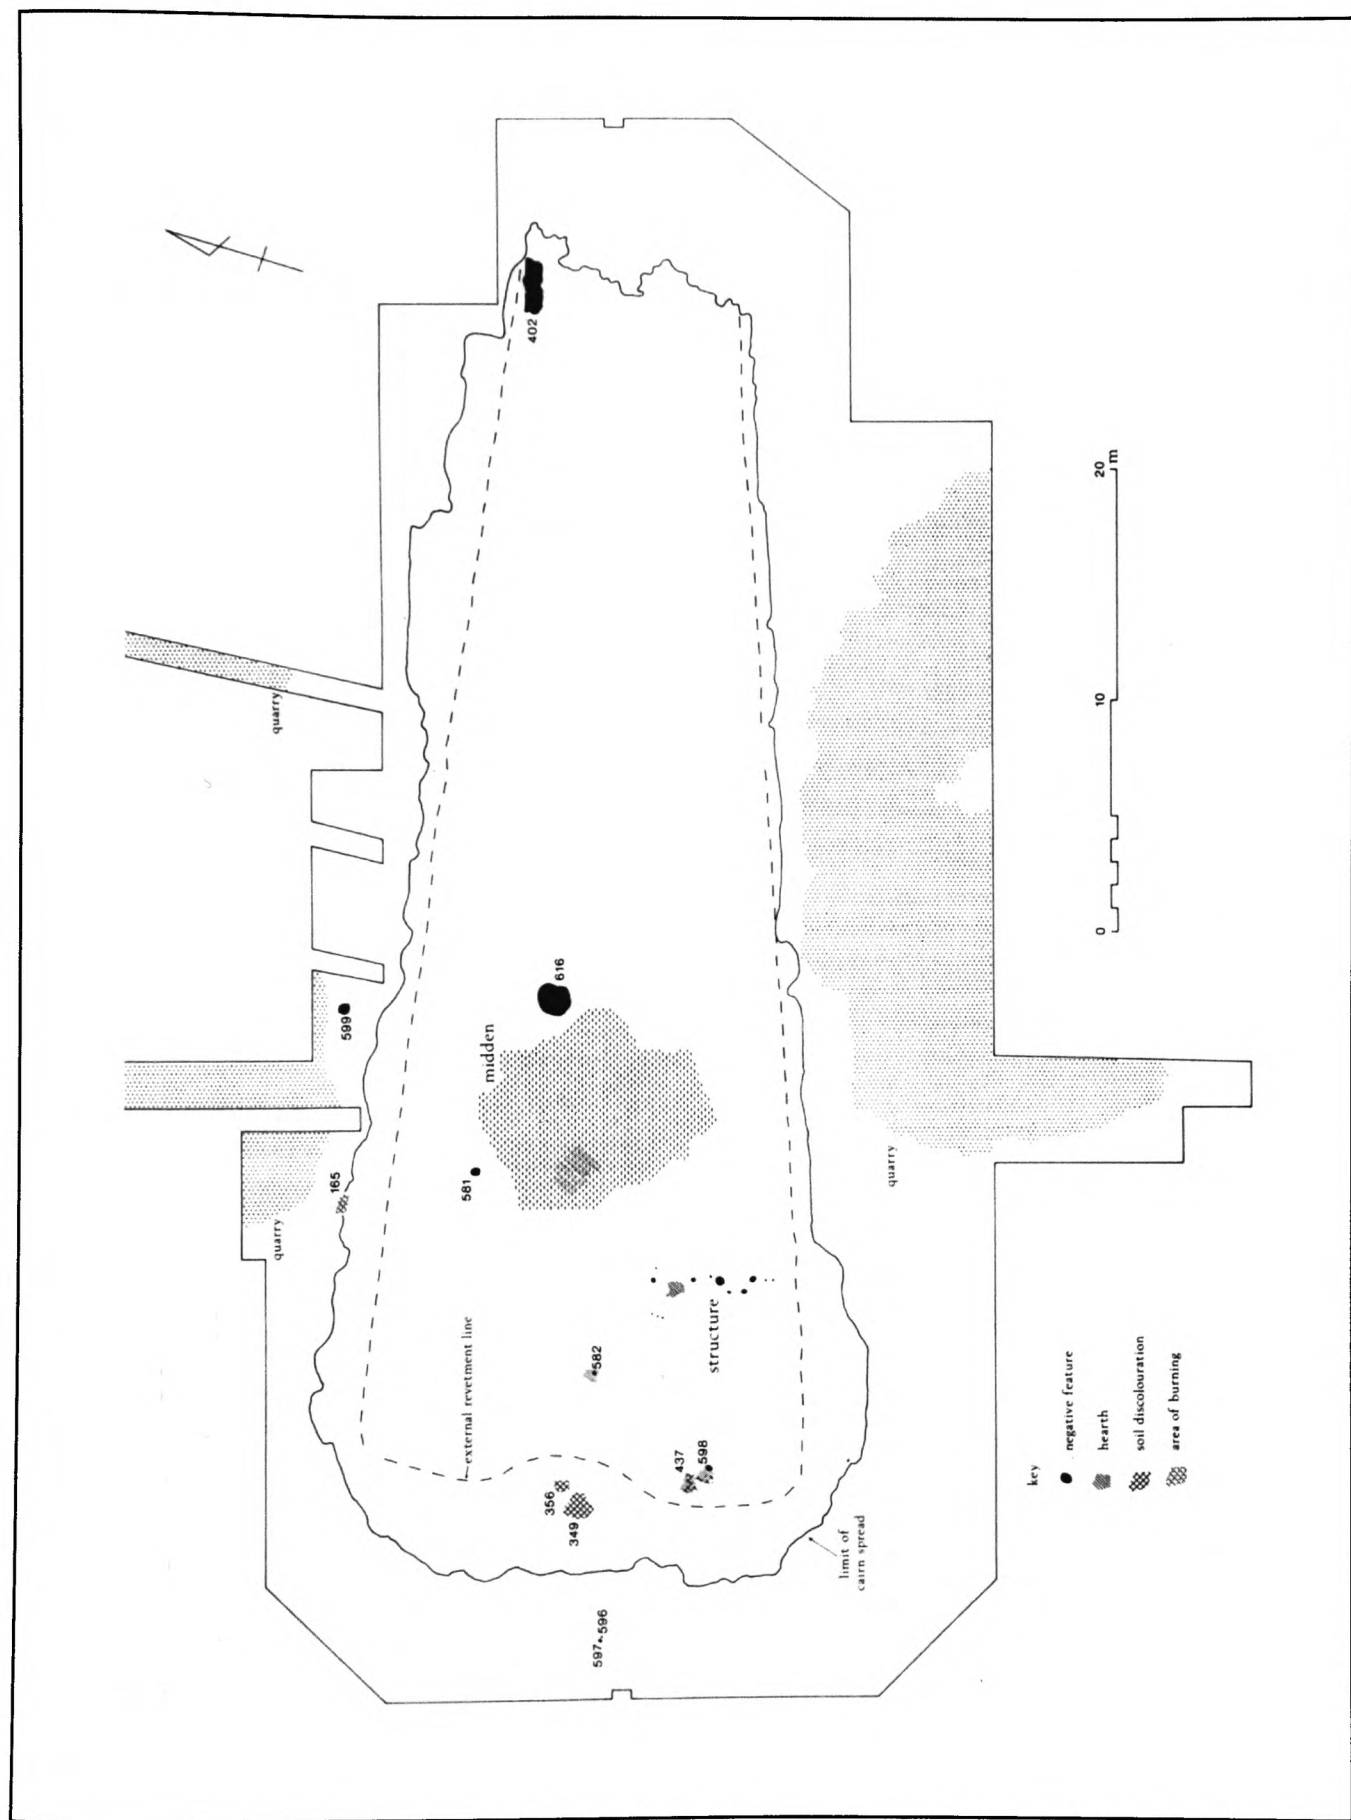 402
20
m
10
0
quarry
616
599
midden
581
165
quarry
quarry
structure
582
external revetment line
437
598
356
349
limit of
cairn spread
597
596
key
negative feature
hearth
soil discolouration
area of burning